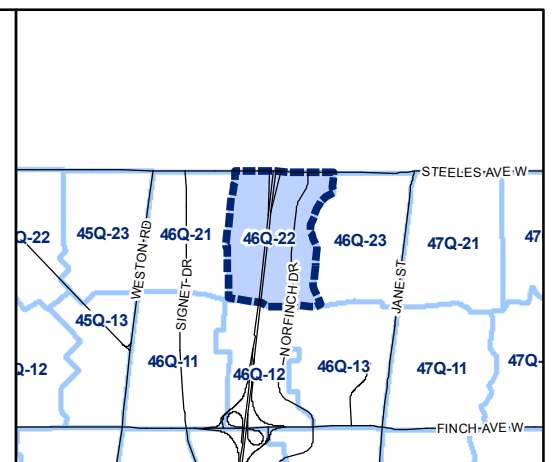 STEELES AVE W
Q-22
45Q-23
WESTON RD
46Q-21
46Q-22
46Q-23
47Q-21
47
SIGNET DR
NORFINCH DR
JANE ST
45Q-13
Q-12
46Q-11
46Q-12
46Q-13
47Q-11
47Q-
FINCH AVE W